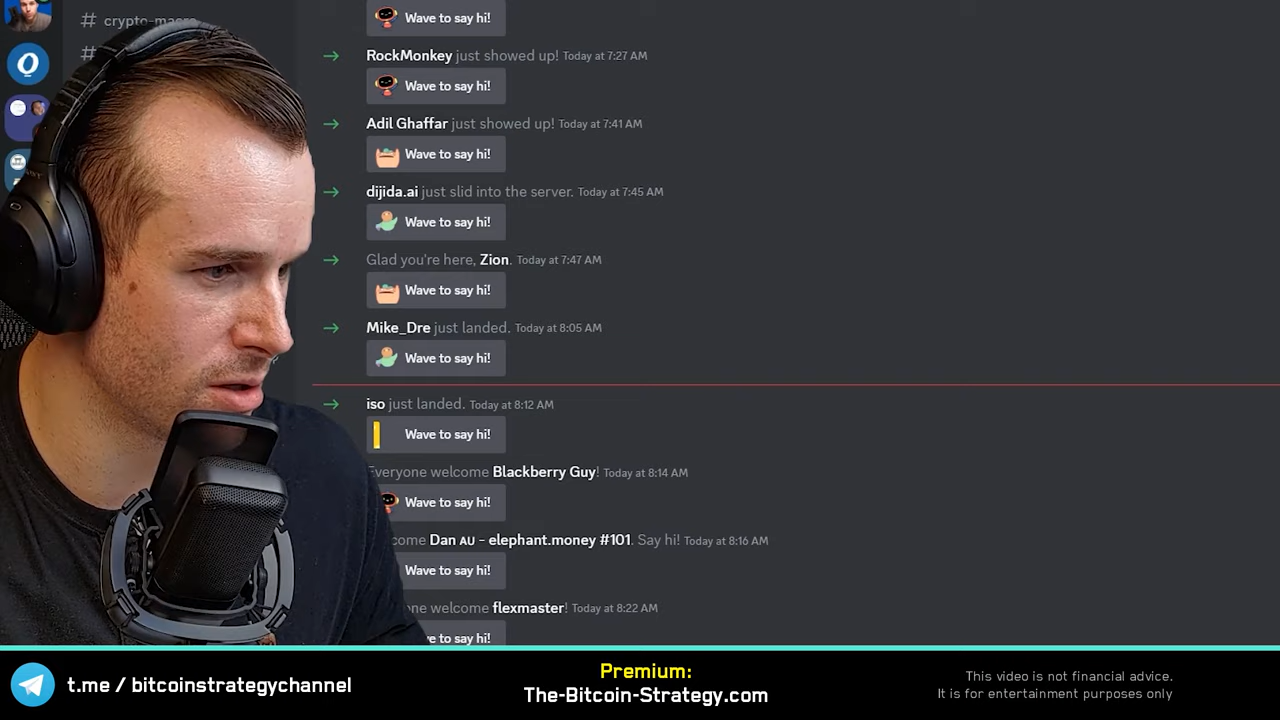 # crypto-macro
#
Wave to say hi!
RockMonkey just showed up! Today at 7:27 AM
Wave to say hi!
Adil Ghaffar just showed up! Today at 7:41 AM
Wave to say hi!
dijida.ai just slid into the server. Today at 7:45 AM
Wave to say hi!
Glad you're here, Zion. Today at 7:47 AM
Wave to say hi!
Mike_Dre just landed. Today at 8:05 AM
Wave to say hi!
iso just landed. Today at 8:12 AM
Wave to say hi!
Everyone welcome Blackberry Guy! Today at 8:14 AM
Wave to say hi!
come Dan AU - elephant.money #101. Say hi! Today at 8:16 AM
Wave to say hi!
one welcome flexmaster! Today at 8:22 AM
ve to say hi!
t.me / bitcoinstrategychannel
Premium:
The-Bitcoin-Strategy.com
This video is not financial advice.
It is for entertainment purposes only